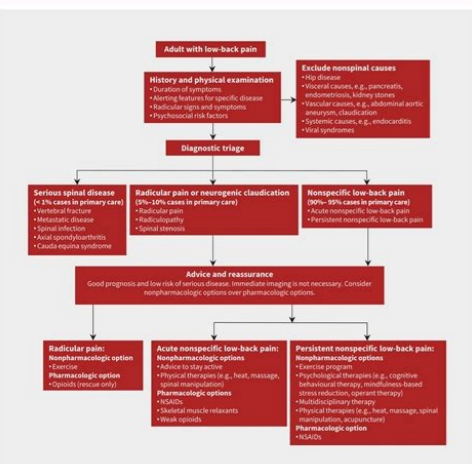 Adult with low-back pain
History and physical examination
• Duration of symptoms
• Alerting features for specific disease
• Radicular signs and symptoms
• Psychosocial risk factors
Exclude nonspinal causes
• Hip disease
• Visceral causes, e.g., pancreas,
endometriosis, kidney stones
• Vascular causes, e.g., abdominal aortic
aneurysm, claudication
• Systemic causes, e.g., endocarditis
• Viral syndromes
Diagnostic triage
Serious spinal disease
(< 1% cases in primary care)
• Vertebral fracture
• Metastatic disease
• Spinal infection
• Axial spondyloarthritis
• Cauda equina syndrome
Radicular pain or neurogenic claudication
(5%–10% cases in primary care)
• Radicular pain
• Radiculopathy
• Spinal stenosis
Nonspecific low-back pain
(90%– 95% cases in primary care)
• Acute nonspecific low-back pain
• Persistent nonspecific low-back pain
Advice and reassurance
Good prognosis and low risk of serious disease. Immediate imaging is not necessary. Consider
nonpharmacologic options over pharmacologic options.
Radicular pain:
Nonpharmacologic option
• Exercise
Pharmacologic option
• Opioids (rescue only)
Acute nonspecific low-back pain:
Nonpharmacologic options
• Advice to stay active
• Physical therapies (e.g., heat, massage,
spinal manipulation)
Pharmacologic options
• NSAIDs
• Skeletal muscle relaxants
• Weak opioids
Persistent nonspecific low-back pain:
Nonpharmacologic options
• Exercise program
• Psychological therapies (e.g., cognitive
behavioural therapy, mindfulness-based
stress reduction, operant therapy)
• Multidisciplinary therapy
• Physical therapies (e.g., heat, massage, spinal
manipulation, acupuncture)
Pharmacologic option
• NSAIDs